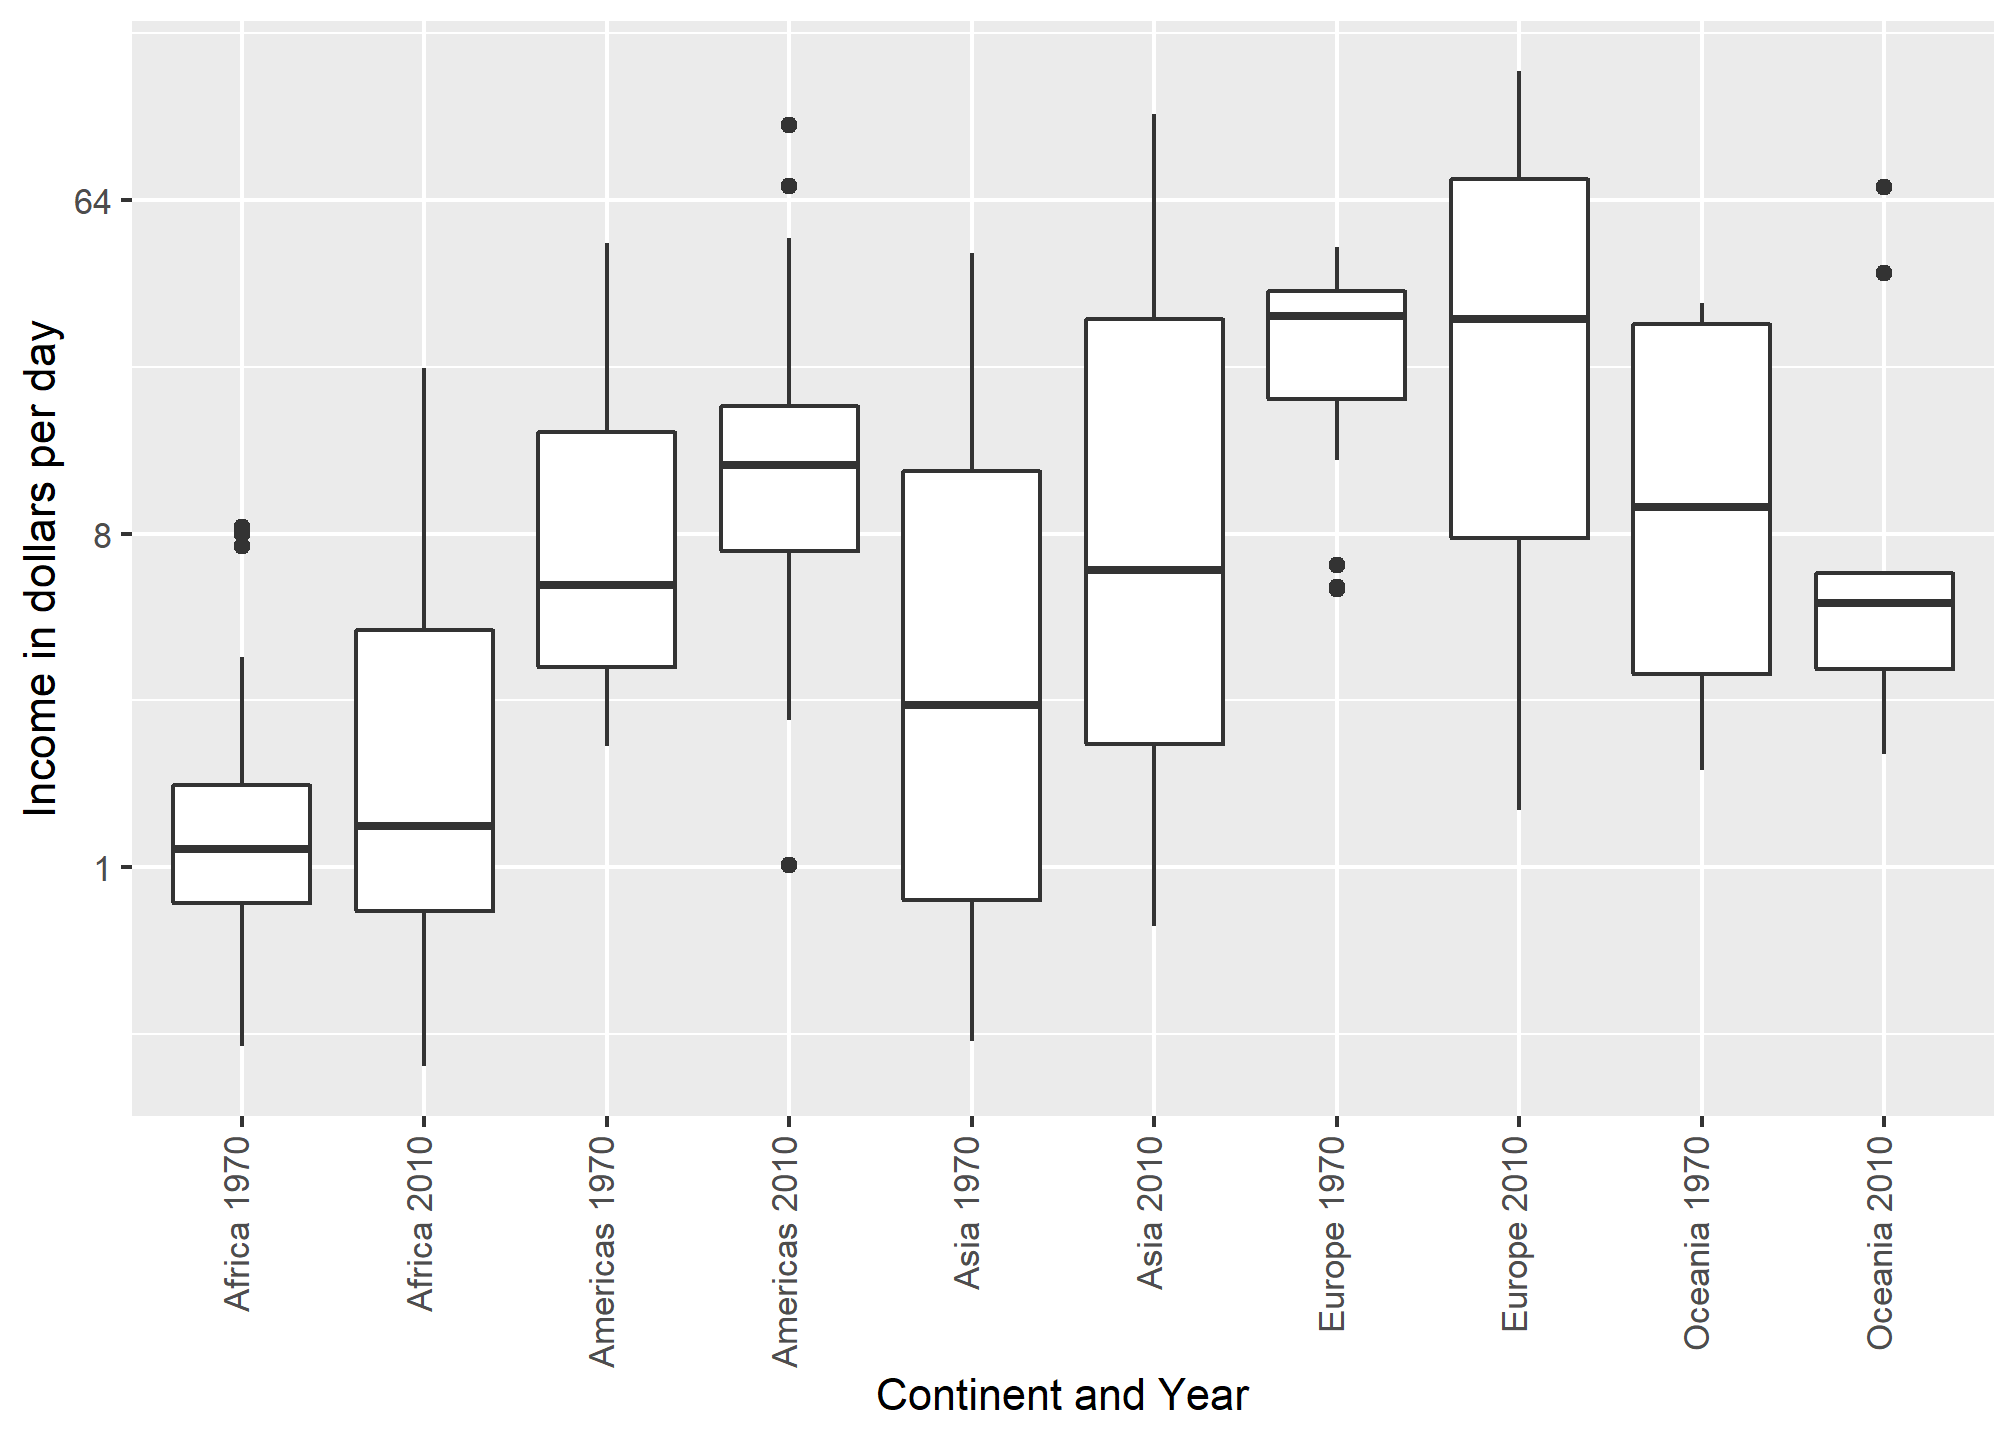 Income in dollars per day
64
8
1
Africa 1970
Africa 2010
Americas 1970
Americas 2010
Asia 1970
Asia 2010
Europe 1970
Europe 2010
Oceania 1970
Oceania 2010
Continent and Year